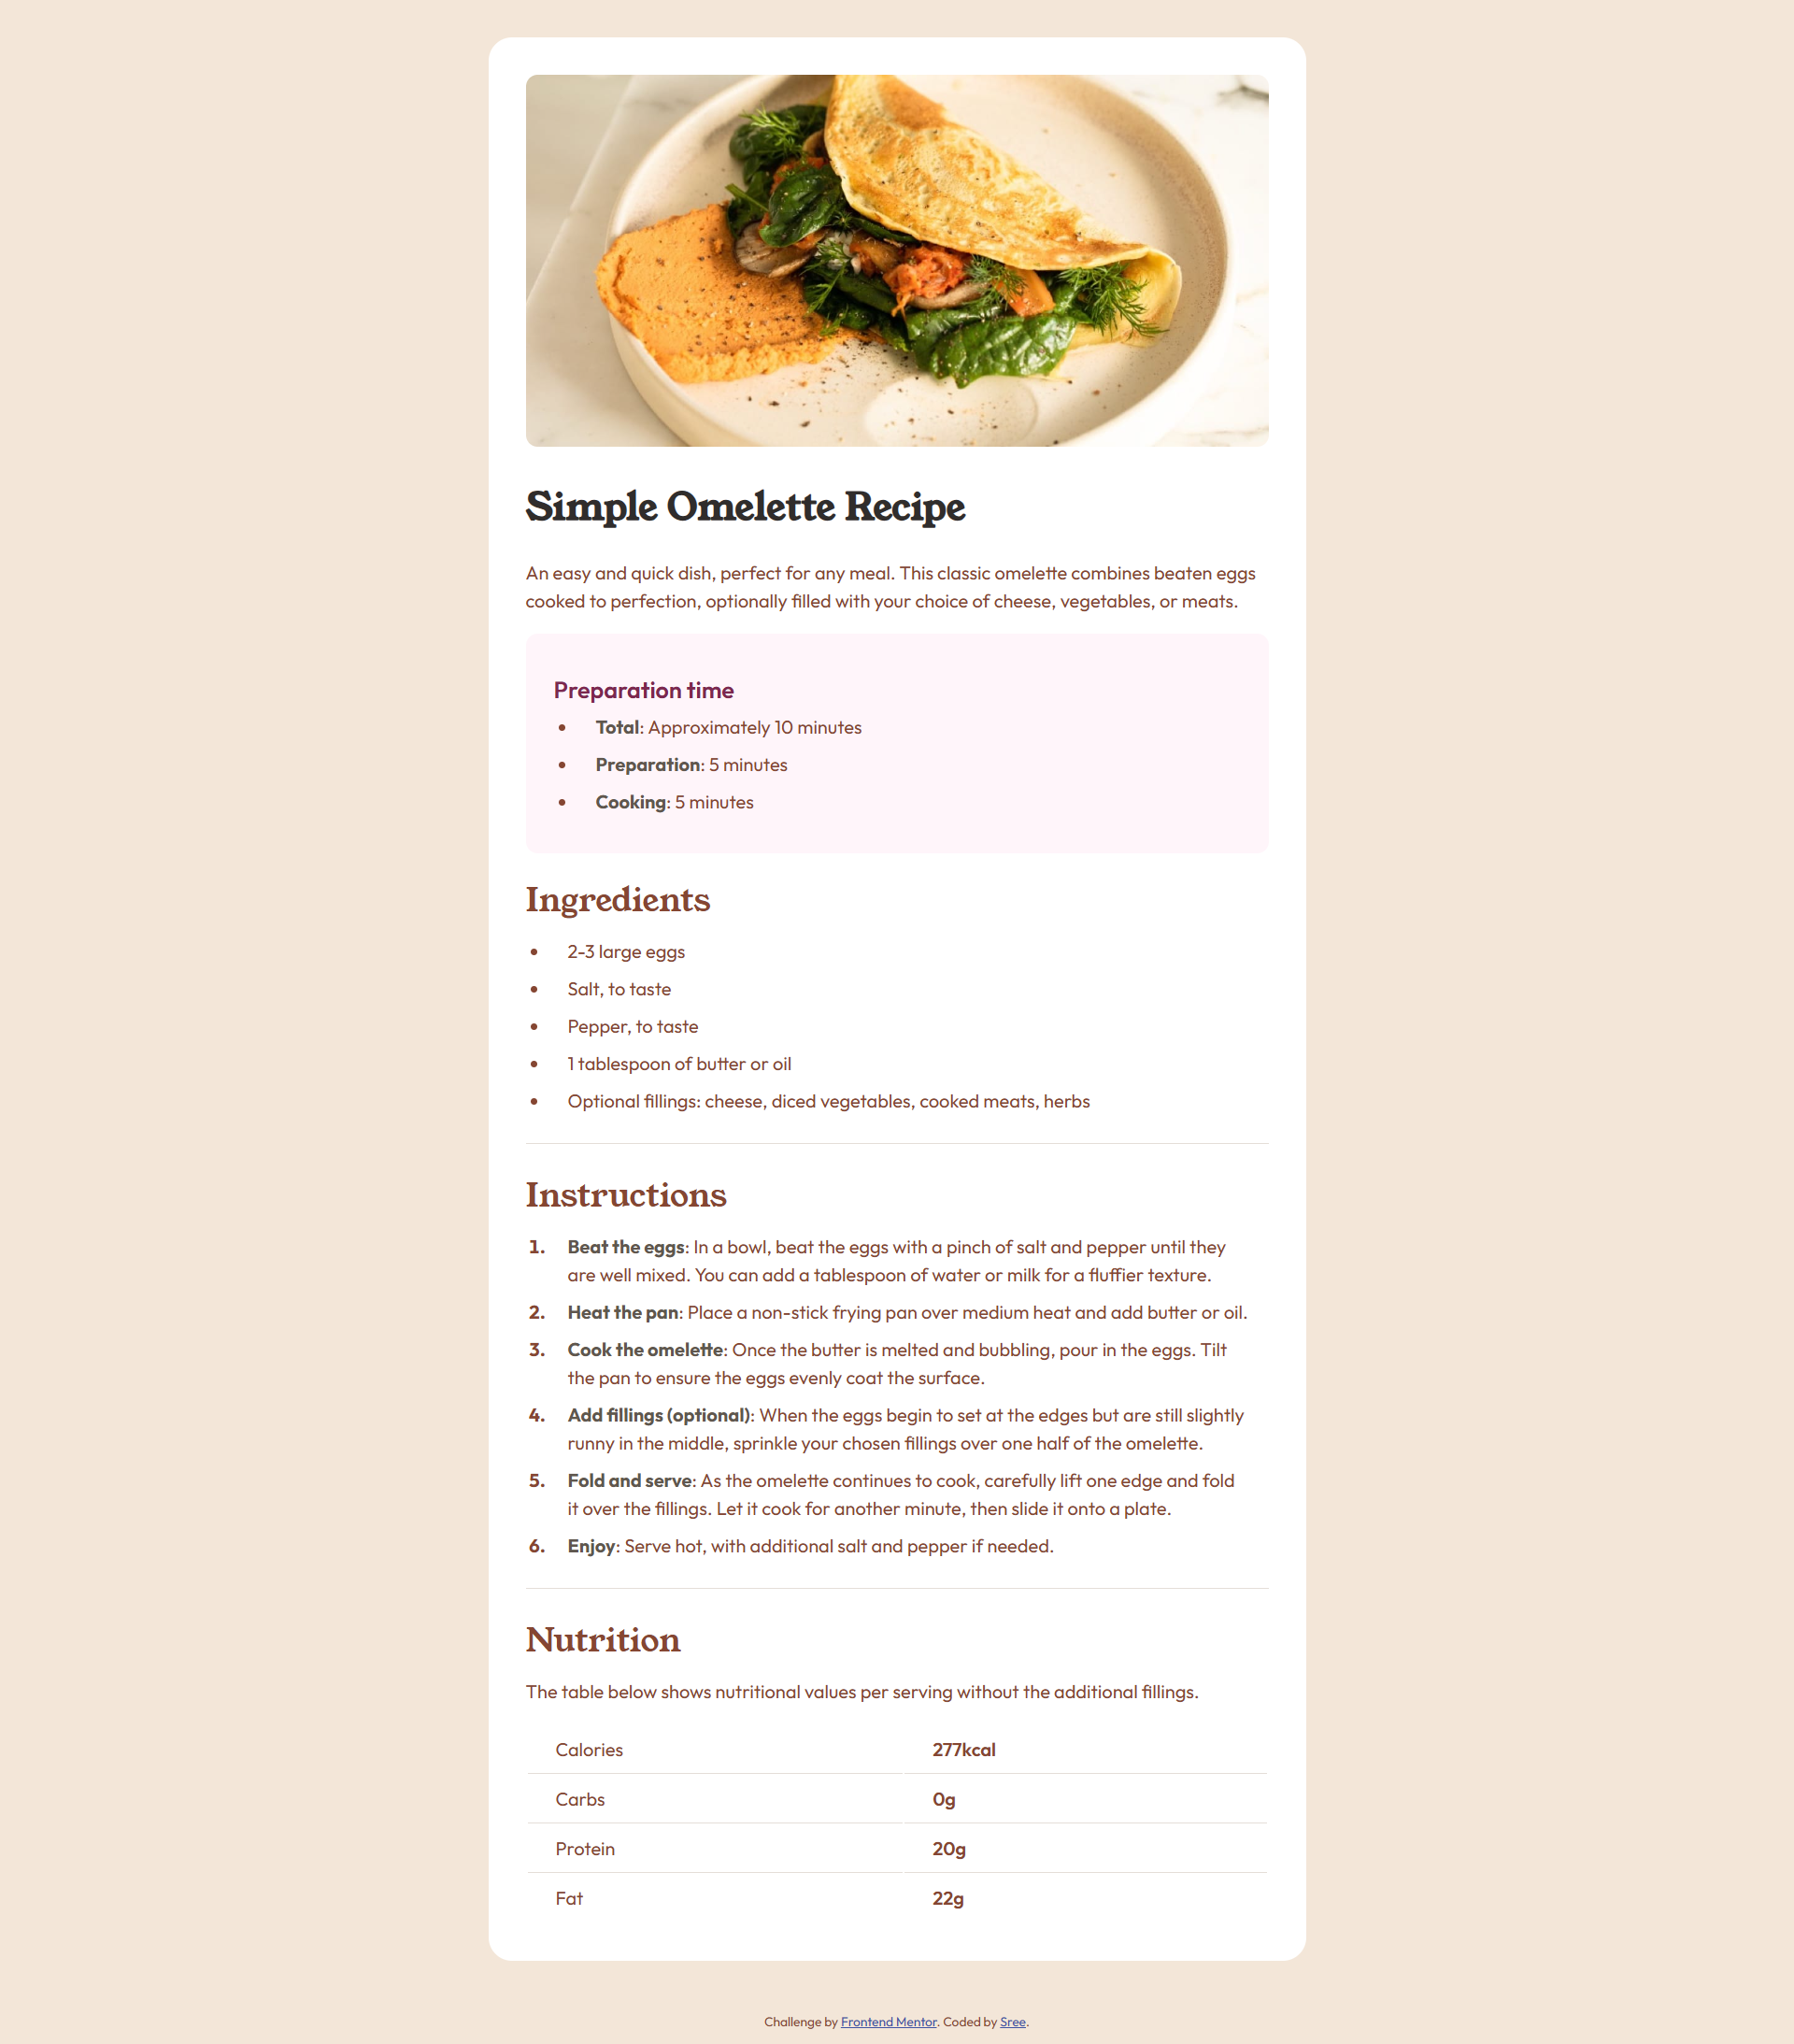 Simple Omelette Recipe
An easy and quick dish, perfect for any meal. This classic omelette combines beaten eggs
cooked to perfection, optionally filled with your choice of cheese, vegetables, or meats.
Preparation time
• Total: Approximately 10 minutes
• Preparation: 5 minutes
• Cooking: 5 minutes
Ingredients
• 2-3 large eggs
• Salt, to taste
• Pepper, to taste
• 1 tablespoon of butter or oil
• Optional fillings: cheese, diced vegetables, cooked meats, herbs
Instructions
1. Beat the eggs: In a bowl, beat the eggs with a pinch of salt and pepper until they
are well mixed. You can add a tablespoon of water or milk for a fluffier texture.
2. Heat the pan: Place a non-stick frying pan over medium heat and add butter or oil.
3. Cook the omelette: Once the butter is melted and bubbling, pour in the eggs. Tilt
the pan to ensure the eggs evenly coat the surface.
4. Add fillings (optional): When the eggs begin to set at the edges but are still slightly
runny in the middle, sprinkle your chosen fillings over one half of the omelette.
5. Fold and serve: As the omelette continues to cook, carefully lift one edge and fold
it over the fillings. Let it cook for another minute, then slide it onto a plate.
6. Enjoy: Serve hot, with additional salt and pepper if needed.
Nutrition
The table below shows nutritional values per serving without the additional fillings.
Calories 277kcal
Carbs 0g
Protein 20g
Fat 22g
Challenge by Frontend Mentor. Coded by Sree.